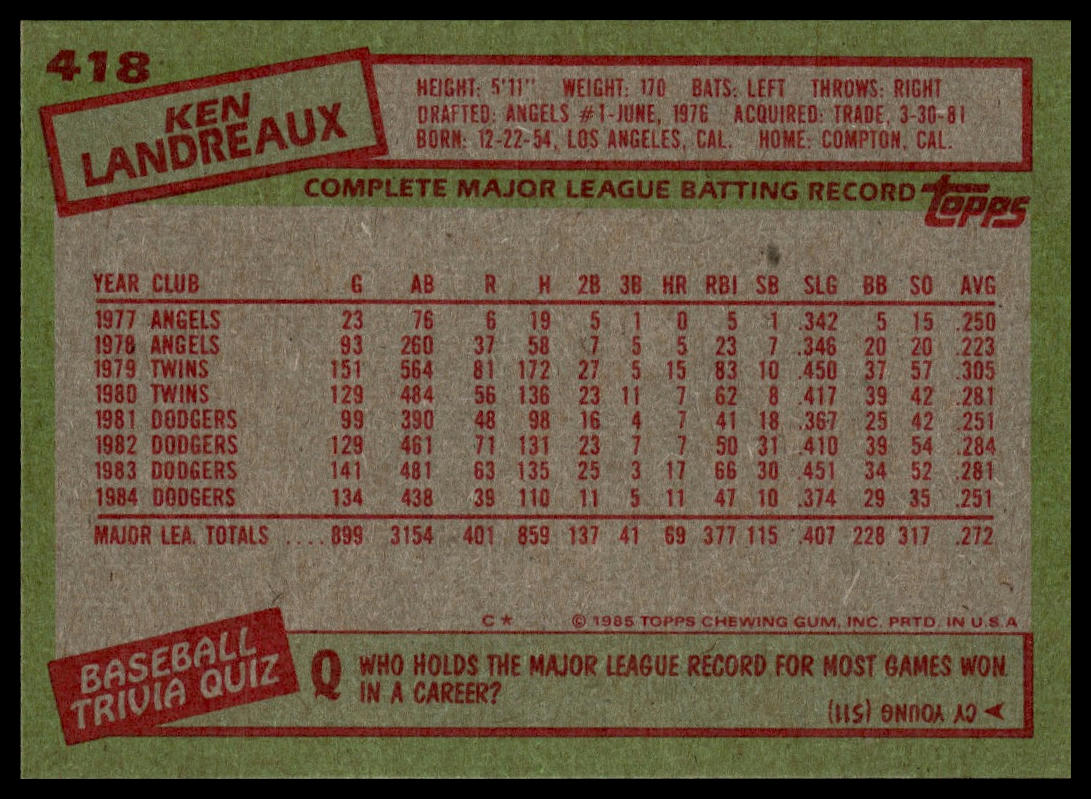 418
KEN
LANDREAUX
HEIGHT: 5'11" WEIGHT: 170 BATS: LEFT THROWS: RIGHT
DRAFTED: ANGELS #1-JUNE, 1976 ACQUIRED: TRADE, 3-30-81
BORN: 12-22-54, LOS ANGELES, CAL. HOME: COMPTON, CAL.
COMPLETE MAJOR LEAGUE BATTING RECORD topps
YEAR CLUB G AB R H 2B 3B HR RBI SB SLG BB SO AVG
1977 ANGELS 23 76 6 19 5 1 0 5 1 .342 5 15 .250
1978 ANGELS 93 260 37 58 7 5 5 23 7 .346 20 20 .223
1979 TWINS 151 564 81 172 27 5 15 83 10 .450 37 57 .305
1980 TWINS 129 484 56 136 23 11 7 62 8 .417 39 42 .281
1981 DODGERS 99 390 48 98 16 4 7 41 18 .367 25 42 .251
1982 DODGERS 129 461 71 131 23 7 7 50 31 .410 39 54 .284
1983 DODGERS 141 481 63 135 25 3 17 66 30 .451 34 52 .281
1984 DODGERS 134 438 39 110 11 5 11 47 10 .374 29 35 .251
MAJOR LEA. TOTALS ....899 3154 401 859 137 41 69 377 115 .407 228 317 .272
C* © 1985 TOPPS CHEWING GUM, INC. PRTD. IN U.S.A
BASEBALL
TRIVIA QUIZ
Q WHO HOLDS THE MAJOR LEAGUE RECORD FOR MOST GAMES WON
IN A CAREER?
CY YOUNG (511)